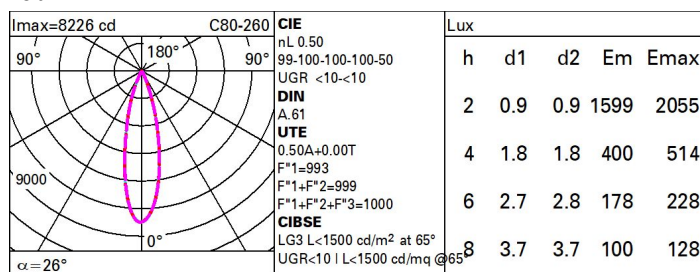 Imax=8226 cd C80-260
90° 180° 90°
9000
0°
α=26°
CIE
nL 0.50
99-100-100-100-50
UGR <10-<10
DIN
A.61
UTE
0.50A+0.00T
F"1=993
F"1+F"2=999
F"1+F"2+F"3=1000
CIBSE
LG3 L<1500 cd/m² at 65°
UGR<10 | L<1500 cd/mq @65°
Lux
h d1 d2 Em Emax
2 0.9 0.9 1599 2055
4 1.8 1.8 400 514
6 2.7 2.8 178 228
8 3.7 3.7 100 128